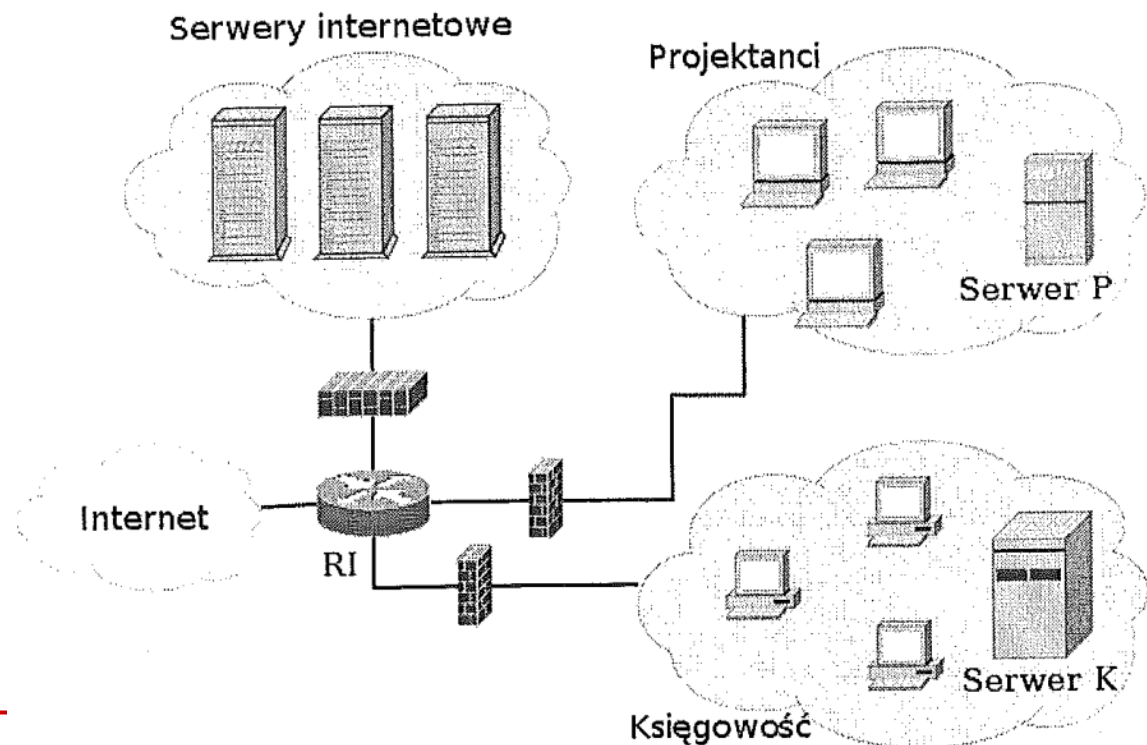 Serwery internetowe
Projektanci
Serwer P
Internet
RI
Serwer K
Księgowość